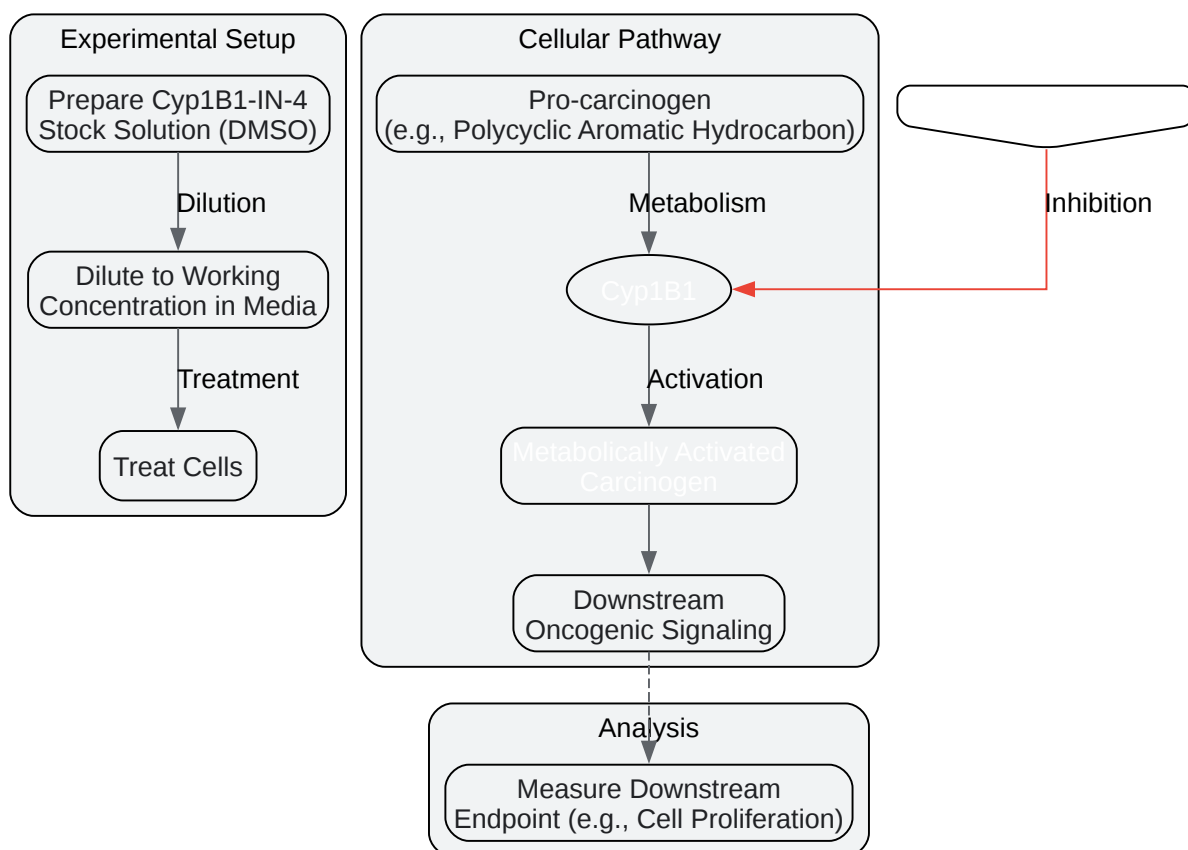 Experimental Setup
Prepare Cyp1B1-IN-4
Stock Solution (DMSO)
Dilution
Dilute to Working
Concentration in Media
Treatment
Treat Cells
Cellular Pathway
Pro-carcinogen
(e.g., Polycyclic Aromatic Hydrocarbon)
Metabolism
Cyp1B1
Activation
Metabolically Activated
Carcinogen
Downstream
Oncogenic Signaling
Inhibition
Analysis
Measure Downstream
Endpoint (e.g., Cell Proliferation)